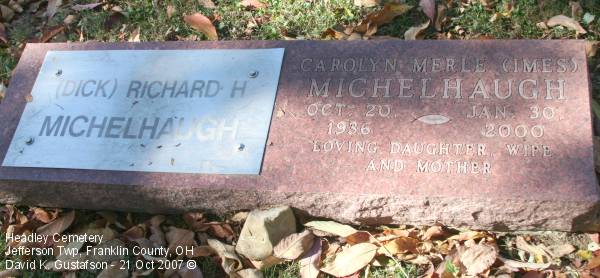 (DICK) RICHARD H
MICHELHAUGH
CAROLYN MERLE (IMES)
MICHELHAUGH
OCT. 20, JAN. 30,
1936 2000
LOVING DAUGHTER, WIFE
AND MOTHER
Headley Cemetery
Jefferson Twp, Franklin County, OH
David K. Gustafson - 21 Oct 2007 ©